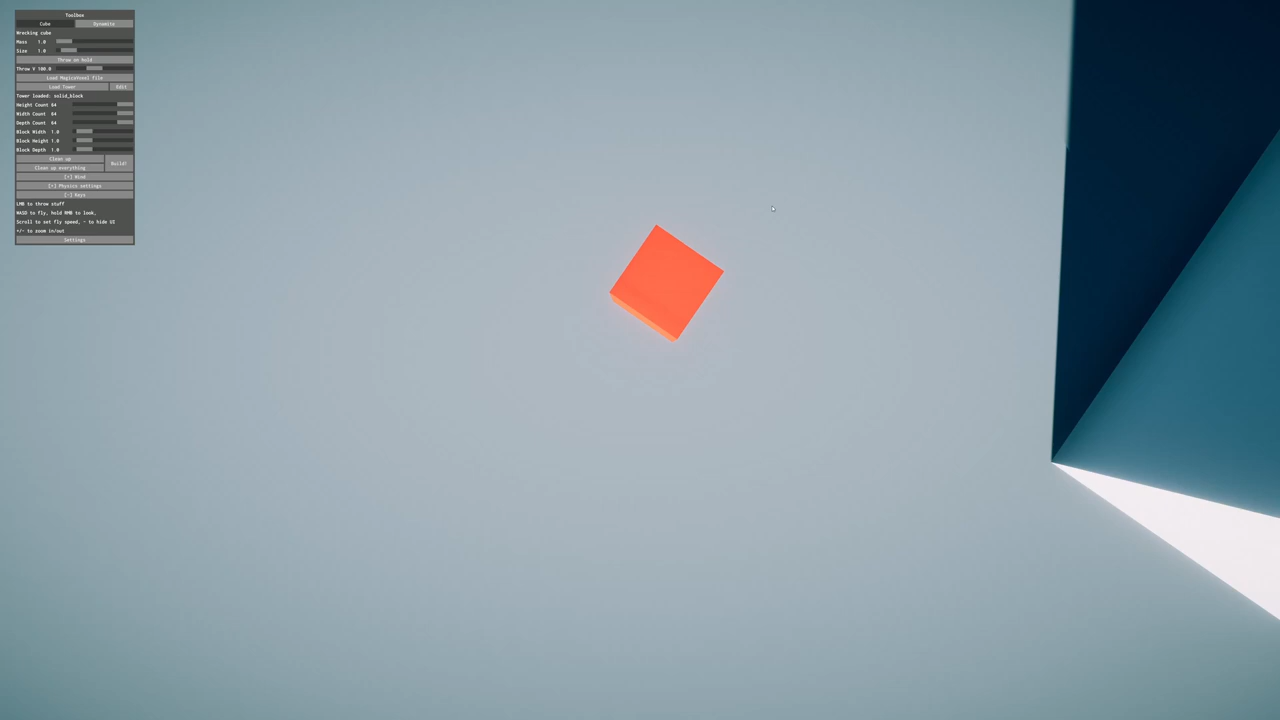 Toolbox
Cube Dynamite
Wrecking cube
Mass 1.0
Size 1.0
Throw on hold
Throw V 100.0
Load MagicaVoxel file
Load Tower Edit
Tower loaded: solid_block
Height Count 64
Width Count 64
Depth Count 64
Block Width 1.0
Block Height 1.0
Block Depth 1.0
Clean up
Build!
Clean up everything
[+] Wind
[+] Physics settings
[-] Keys
LMB to throw stuff
WASD to fly, hold RMB to look,
Scroll to set fly speed, ~ to hide UI
+/- to zoom in/out
Settings